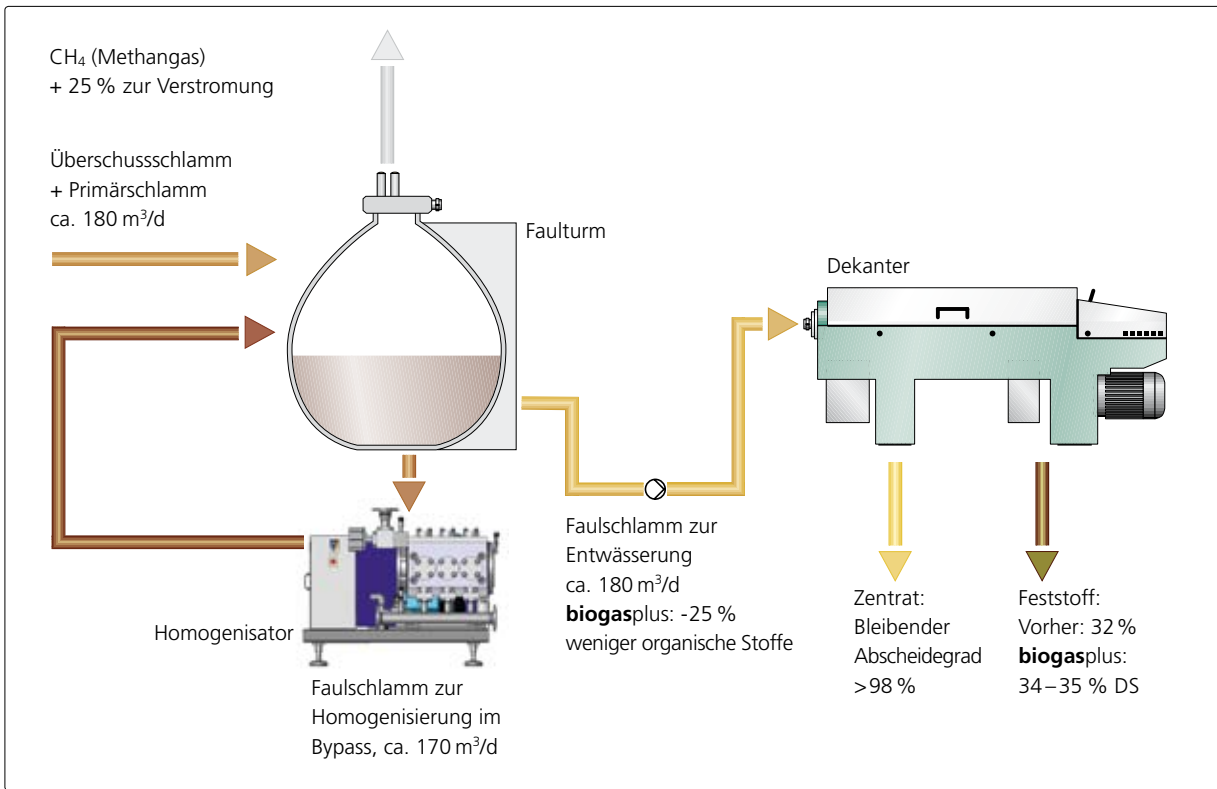 CH₄ (Methangas)
+ 25 % zur Verstromung
Überschussschlamm
+ Primärschlamm
ca. 180 m³/d
Faulturm
Dekanter
Homogenisator
Faulschlamm zur
Homogenisierung im
Bypass, ca. 170 m³/d
Faulschlamm zur
Entwässerung
ca. 180 m³/d
biogasplus: -25 %
weniger organische Stoffe
Zentrat:
Bleibender
Abscheidegrad
>98 %
Feststoff:
Vorher: 32 %
biogasplus:
34–35 % DS